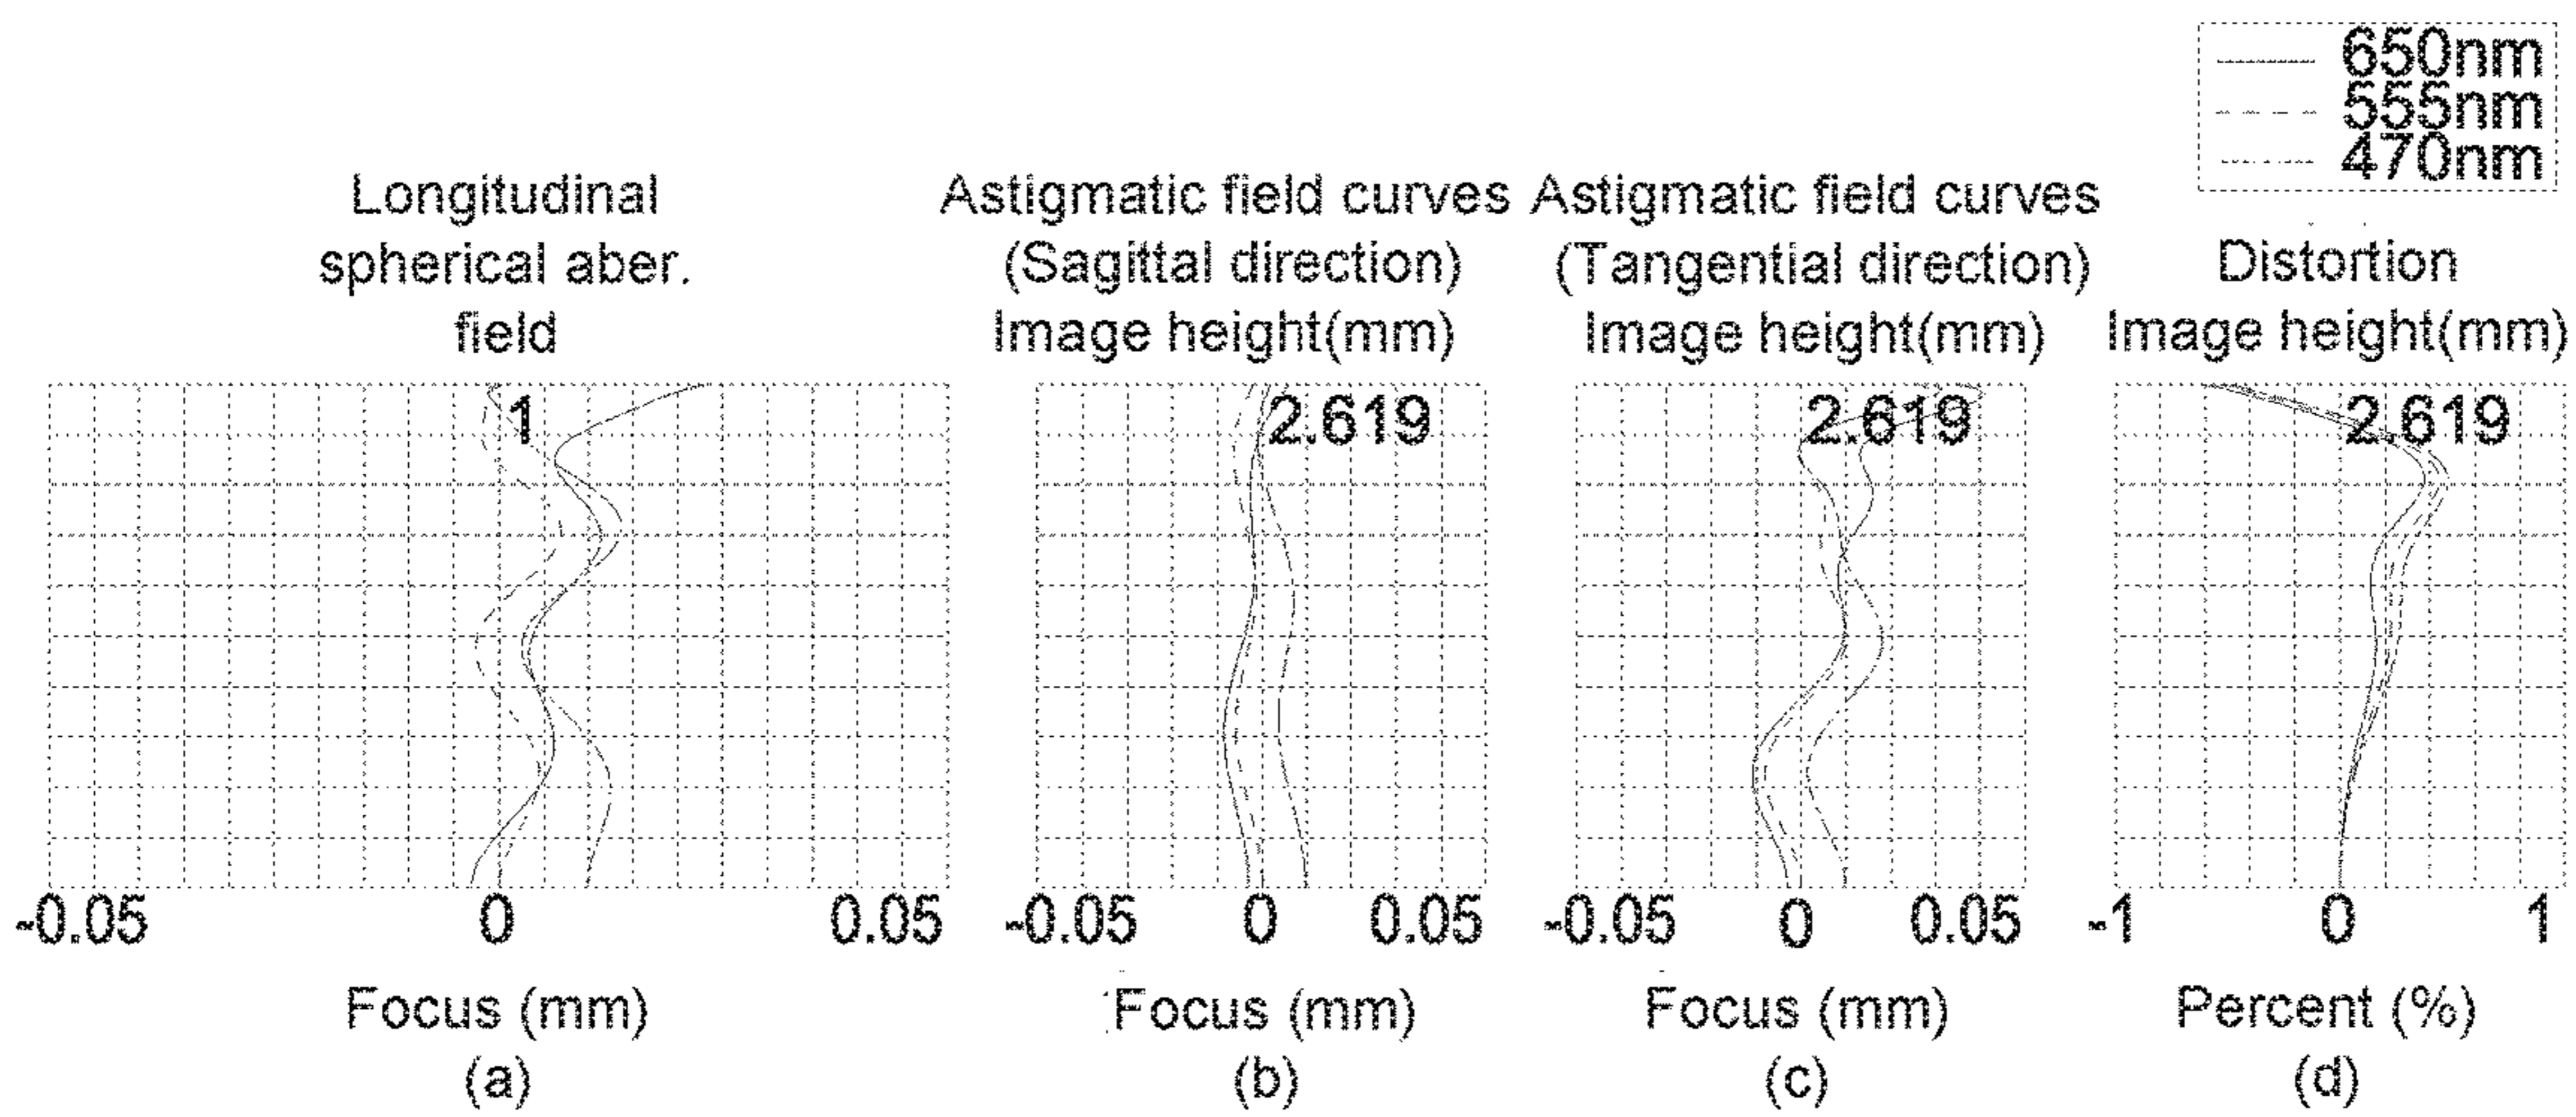 650nm
555nm
470nm
Longitudinal
spherical aber.
field
Astigmatic field curves
(Sagittal direction)
Image height(mm)
Astigmatic field curves
(Tangential direction)
Image height(mm)
Distortion
Image height(mm)
1
2.619
2.619
2.619
-0.05 0 0.05
-0.05 0 0.05
-0.05 0 0.05
-1 0 1
Focus (mm)
Focus (mm)
Focus (mm)
Percent (%)
(a)
(b)
(c)
(d)